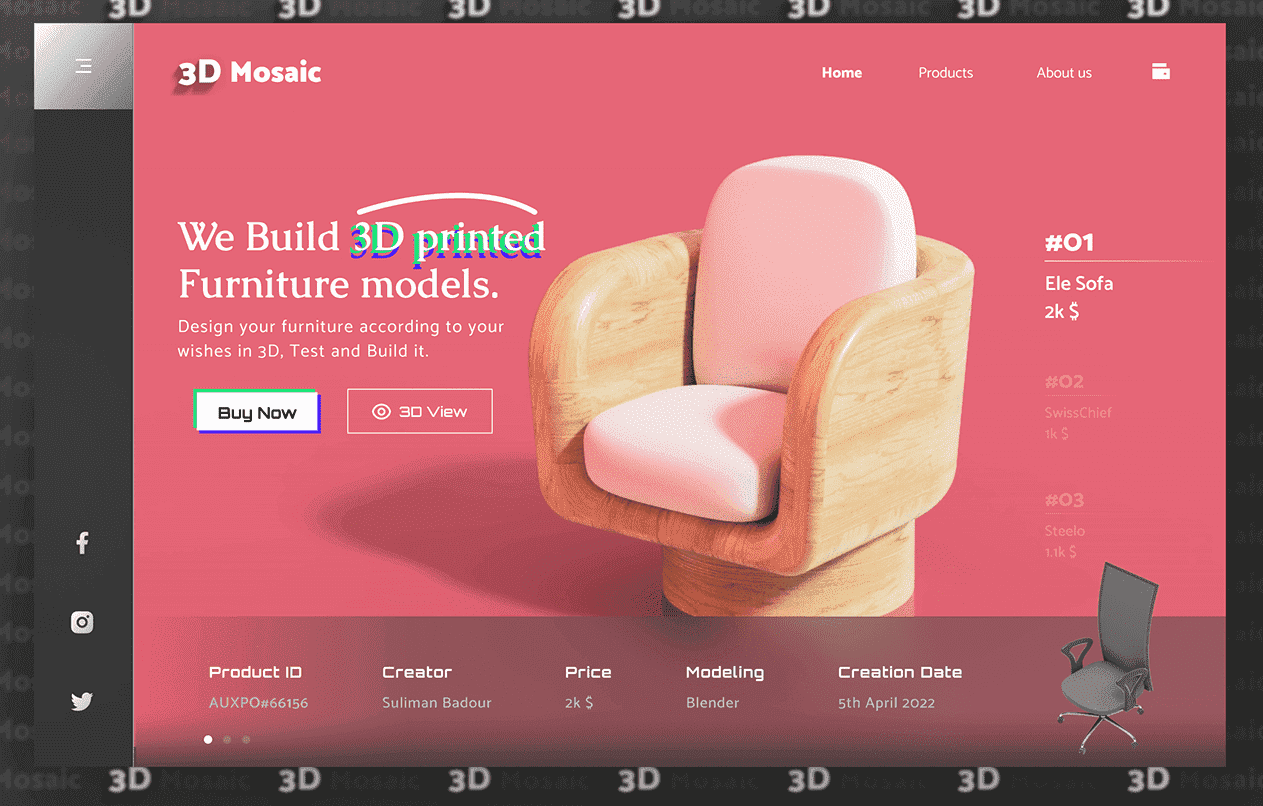 3D Mosaic 3D Mosaic 3D Mosaic 3D Mosaic 3D Mosaic 3D Mosaic 3D Mosaic
3D Mosaic
Home
Products
About us
We Build 3D printed
Furniture models.
Design your furniture according to your
wishes in 3D, Test and Build it.
Buy Now
3D View
#01
Ele Sofa
2k $
#02
SwissChief
1k $
#03
Steelo
1.1k $
Product ID
AUXPO#66156
Creator
Suliman Badour
Price
2k $
Modeling
Blender
Creation Date
5th April 2022
Mosaic 3D Mosaic 3D Mosaic 3D Mosaic 3D Mosaic 3D Mosaic 3D Mosaic 3D Mosaic